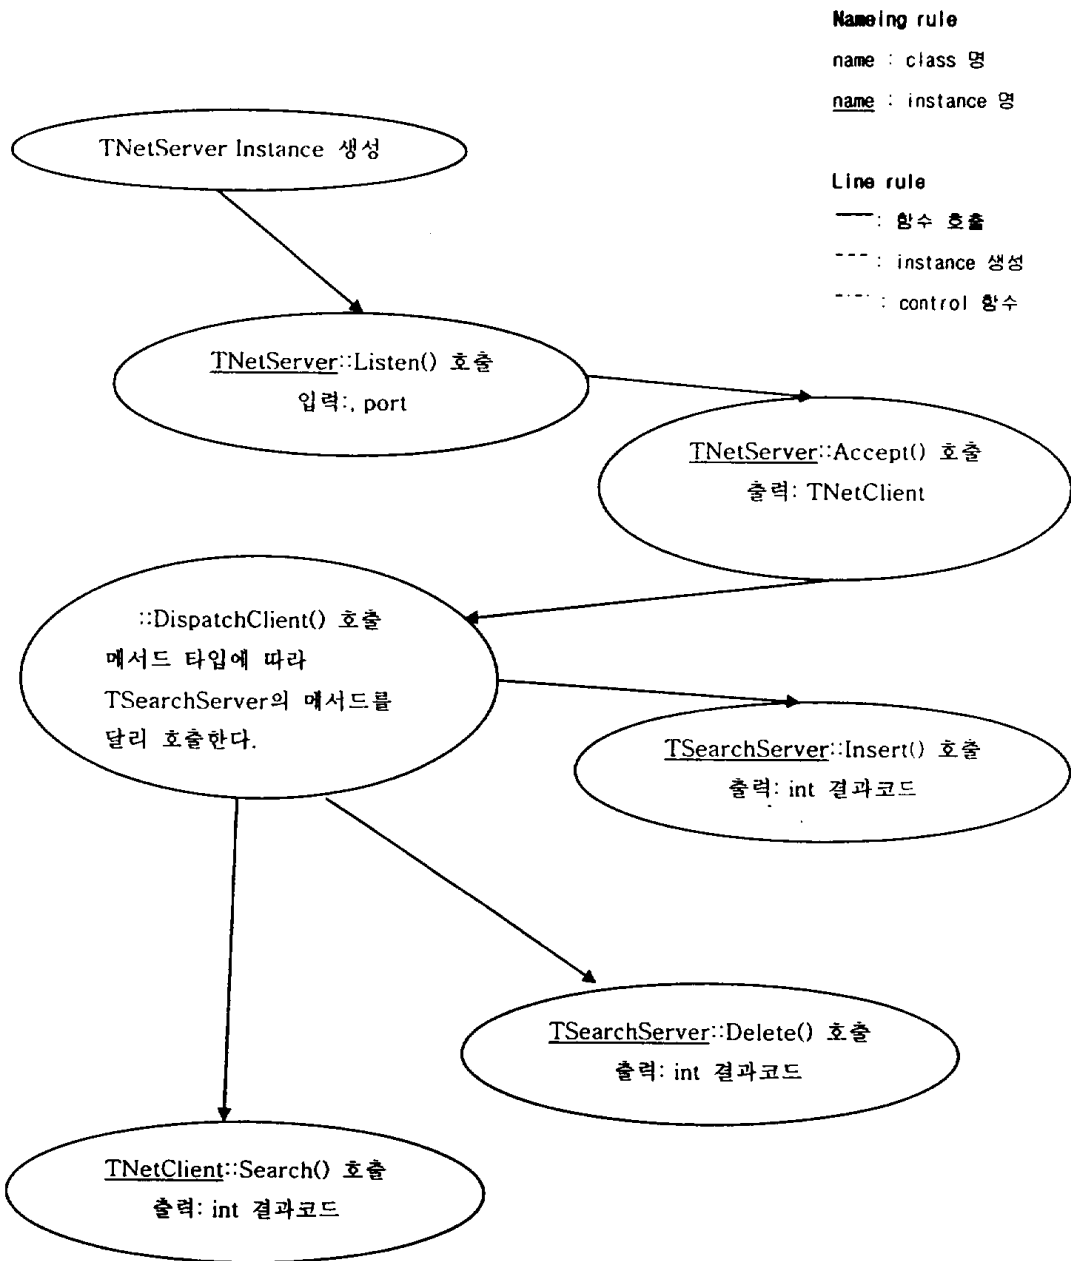 Nameing rule
name : class 명
name : instance 명
TNetServer Instance 생성
Line rule
──: 함수 호출
---: instance 생성
-·-· : control 함수
TNetServer::Listen() 호출
입력:, port
TNetServer::Accept() 호출
출력: TNetClient
::DispatchClient() 호출
메서드 타입에 따라
TSearchServer의 메서드를
달리 호출한다.
TSearchServer::Insert() 호출
출력: int 결과코드
TSearchServer::Delete() 호출
출력: int 결과코드
TNetClient::Search() 호출
출력: int 결과코드